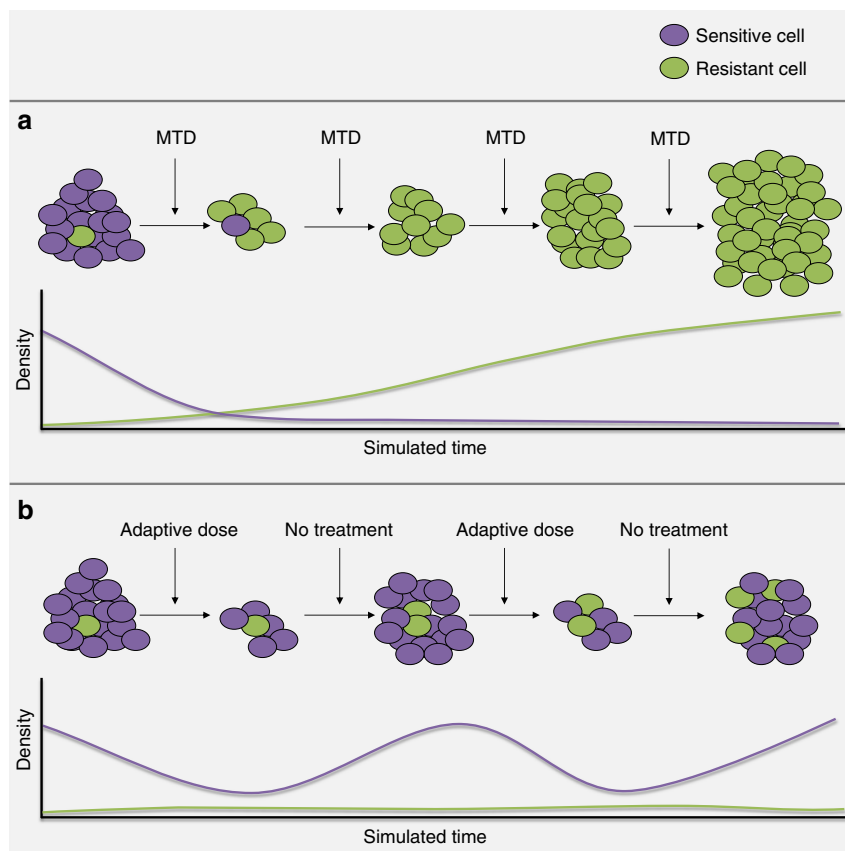 Sensitive cell
Resistant cell
a
MTD MTD MTD MTD
Density
Simulated time
b
Adaptive dose No treatment Adaptive dose No treatment
Density
Simulated time